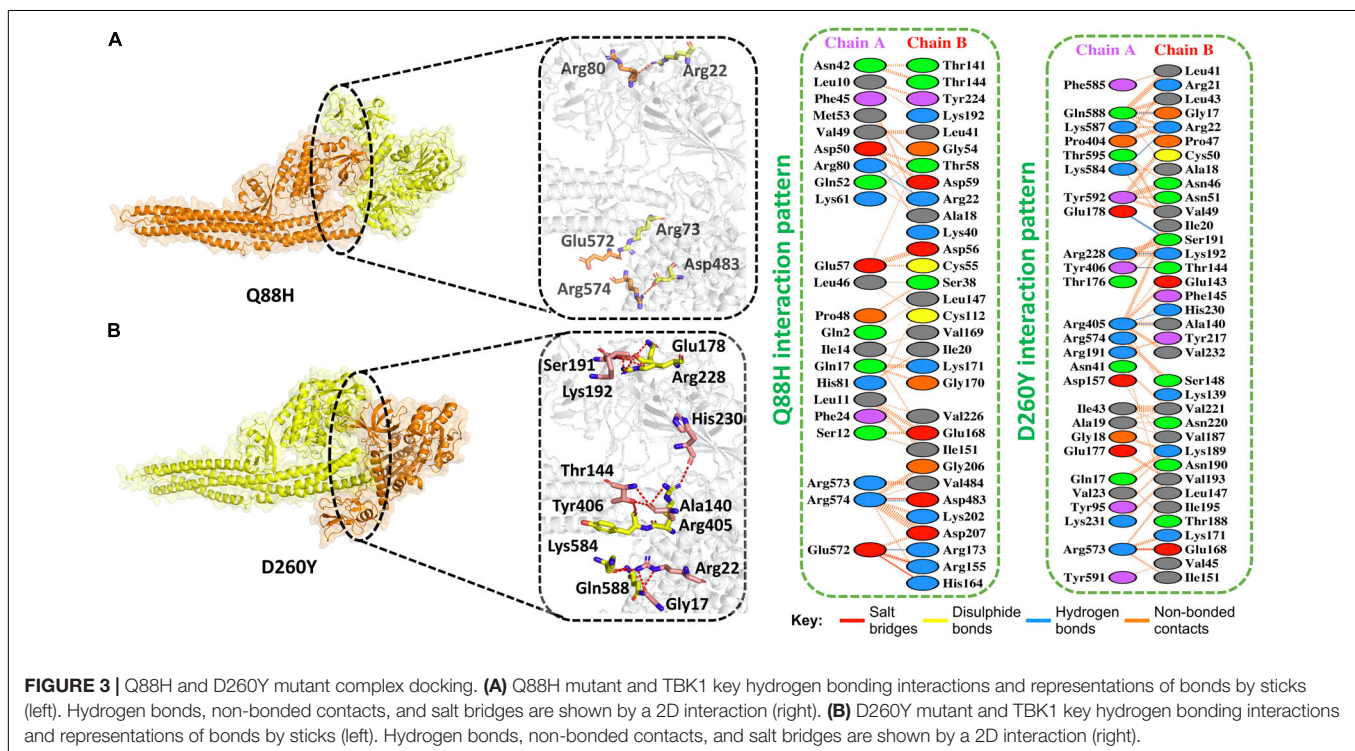 A
Q88H
Arg80
Arg22
Arg73
Glu572
Asp483
Arg574
B
D260Y
Glu178
Ser191
Arg228
Lys192
His230
Thr144
Tyr406
Ala140
Arg405
Lys584
Arg22
Gln588
Gly17
Q88H interaction pattern
Chain A Chain B
Asn42 Thr141
Leu10 Thr144
Phe45 Tyr224
Met53 Lys192
Val49 Leu41
Asp50 Gly54
Arg80 Thr58
Gln52 Asp59
Lys61 Arg22
Ala18
Lys40
Asp56
Glu57 Cys55
Leu46 Ser38
Leu147
Pro48 Cys112
Gln2 Val169
Ile14 Ile20
Gln17 Lys171
His81 Gly170
Leu11
Phe24 Val226
Ser12 Glu168
Ile151
Gly206
Arg573 Val484
Arg574 Asp483
Lys202
Asp207
Glu572 Arg173
Arg155
His164
D260Y interaction pattern
Chain A Chain B
Leu41
Phe585 Arg21
Leu43
Gln588 Gly17
Lys587 Arg22
Pro404 Pro47
Thr595 Cys50
Lys584 Ala18
Asn46
Tyr592 Asn51
Glu178 Val49
Ile20
Ser191
Arg228 Lys192
Tyr406 Thr144
Thr176 Glu143
Phe145
His230
Arg405 Ala140
Arg574 Tyr217
Arg191 Val232
Asn41
Asp157 Ser148
Lys139
Ile43 Val221
Ala19 Asn220
Gly18 Val187
Glu177 Lys189
Asn190
Gln17 Val193
Val23 Leu147
Tyr95 Ile195
Lys231 Thr188
Lys171
Arg573 Glu168
Val45
Tyr591 Ile151
Key: Salt bridges Disulphide bonds Hydrogen bonds Non-bonded contacts
FIGURE 3 | Q88H and D260Y mutant complex docking. (A) Q88H mutant and TBK1 key hydrogen bonding interactions and representations of bonds by sticks
(left). Hydrogen bonds, non-bonded contacts, and salt bridges are shown by a 2D interaction (right). (B) D260Y mutant and TBK1 key hydrogen bonding interactions
and representations of bonds by sticks (left). Hydrogen bonds, non-bonded contacts, and salt bridges are shown by a 2D interaction (right).